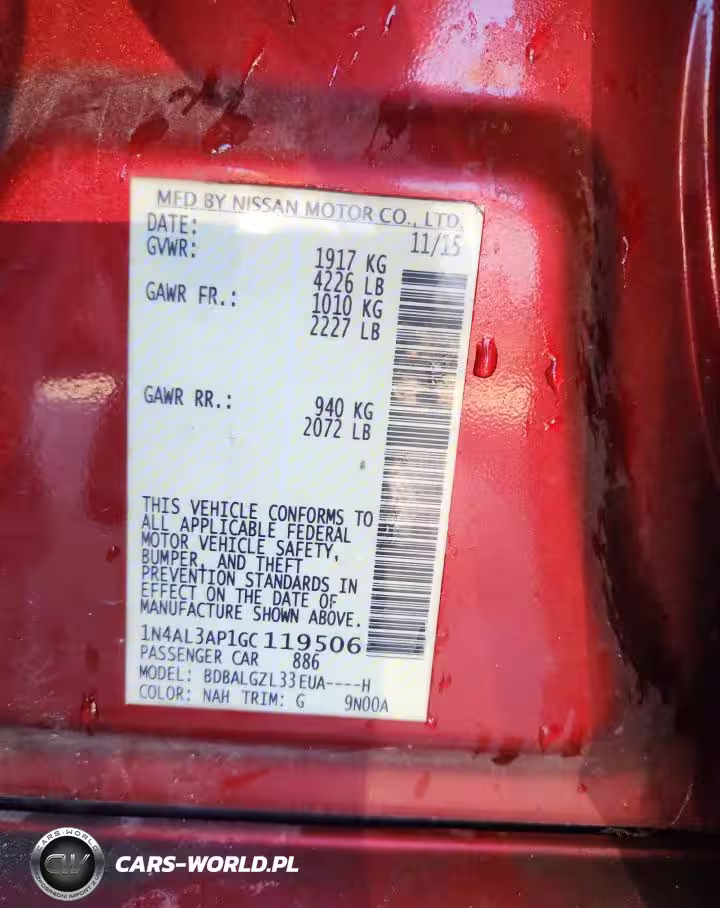 MFD BY NISSAN MOTOR CO., LTD.
DATE: 11/15
GVWR: 1917 KG
4226 LB
GAWR FR.: 1010 KG
2227 LB
GAWR RR.: 940 KG
2072 LB
THIS VEHICLE CONFORMS TO
ALL APPLICABLE FEDERAL
MOTOR VEHICLE SAFETY,
BUMPER, AND THEFT
PREVENTION STANDARDS IN
EFFECT ON THE DATE OF
MANUFACTURE SHOWN ABOVE.
1N4AL3AP1GC119506
PASSENGER CAR 886
MODEL: BDBALGZL33EUA----H
COLOR: NAH TRIM: G 9N00A
CARS-WORLD
CW
CARS-WORLD.PL